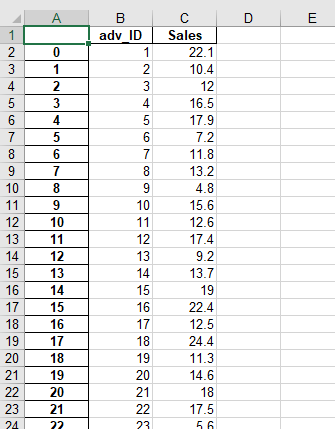 A B C D E
1 adv_ID Sales
2 0 1 22.1
3 1 2 10.4
4 2 3 12
5 3 4 16.5
6 4 5 17.9
7 5 6 7.2
8 6 7 11.8
9 7 8 13.2
10 8 9 4.8
11 9 10 15.6
12 10 11 12.6
13 11 12 17.4
14 12 13 9.2
15 13 14 13.7
16 14 15 19
17 15 16 22.4
18 16 17 12.5
19 17 18 24.4
20 18 19 11.3
21 19 20 14.6
22 20 21 18
23 21 22 17.5
24 22 23 5.6